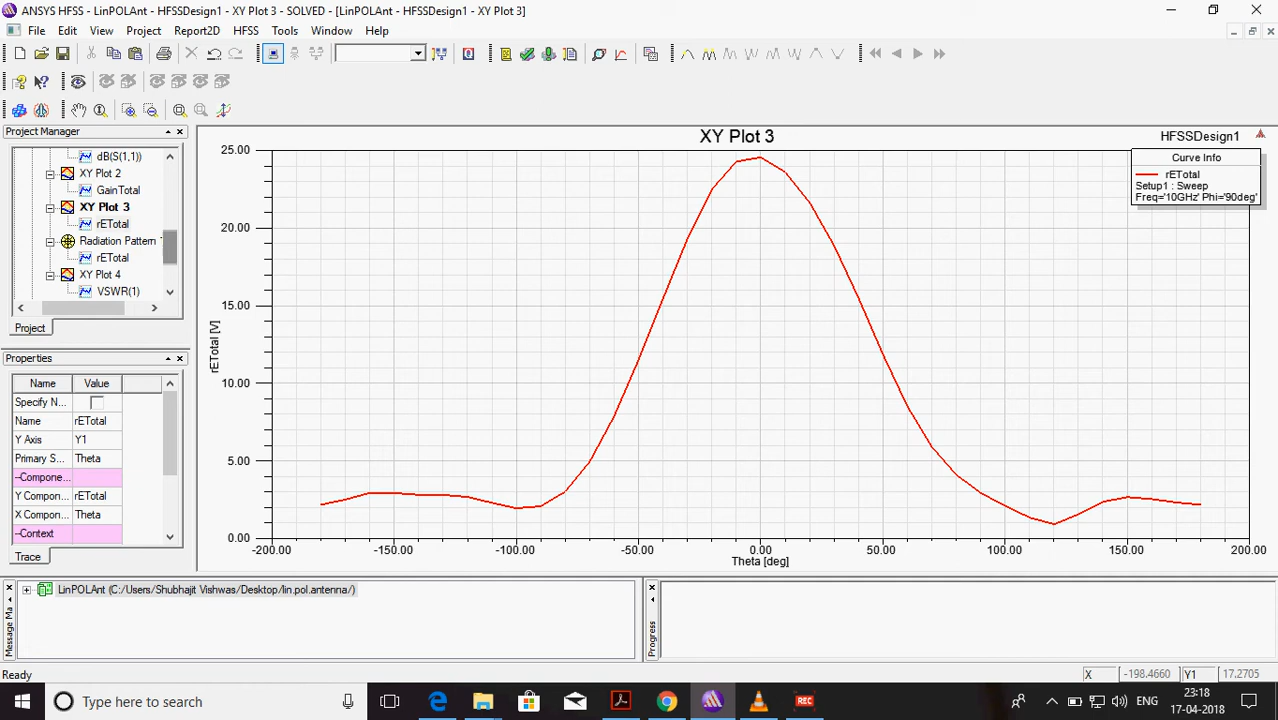 ANSYS HFSS - LinPOLAnt - HFSSDesign1 - XY Plot 3 - SOLVED - [LinPOLAnt - HFSSDesign1 - XY Plot 3]
File Edit View Project Report2D HFSS Tools Window Help
Project Manager
dB(S(1,1))
XY Plot 2
GainTotal
XY Plot 3
rETotal
Radiation Pattern
rETotal
XY Plot 4
VSWR(1)
Project
Properties
Name Value
Specify N...
Name rETotal
Y Axis Y1
Primary S... Theta
--Compone...
Y Compon... rETotal
X Compon... Theta
--Context
Trace
XY Plot 3
HFSSDesign1
Curve Info
rETotal
Setup1 : Sweep
Freq='10GHz' Phi='90deg'
25.00
20.00
15.00
10.00
5.00
0.00
rETotal [V]
-200.00 -150.00 -100.00 -50.00 0.00 50.00 100.00 150.00 200.00
Theta [deg]
Message Ma
LinPOLAnt (C:/Users/Shubhajit Vishwas/Desktop/lin.pol.antenna/)
Progress
Ready
X -198.4660 Y1 17.2705
Type here to search
REC
ENG
23:18
17-04-2018